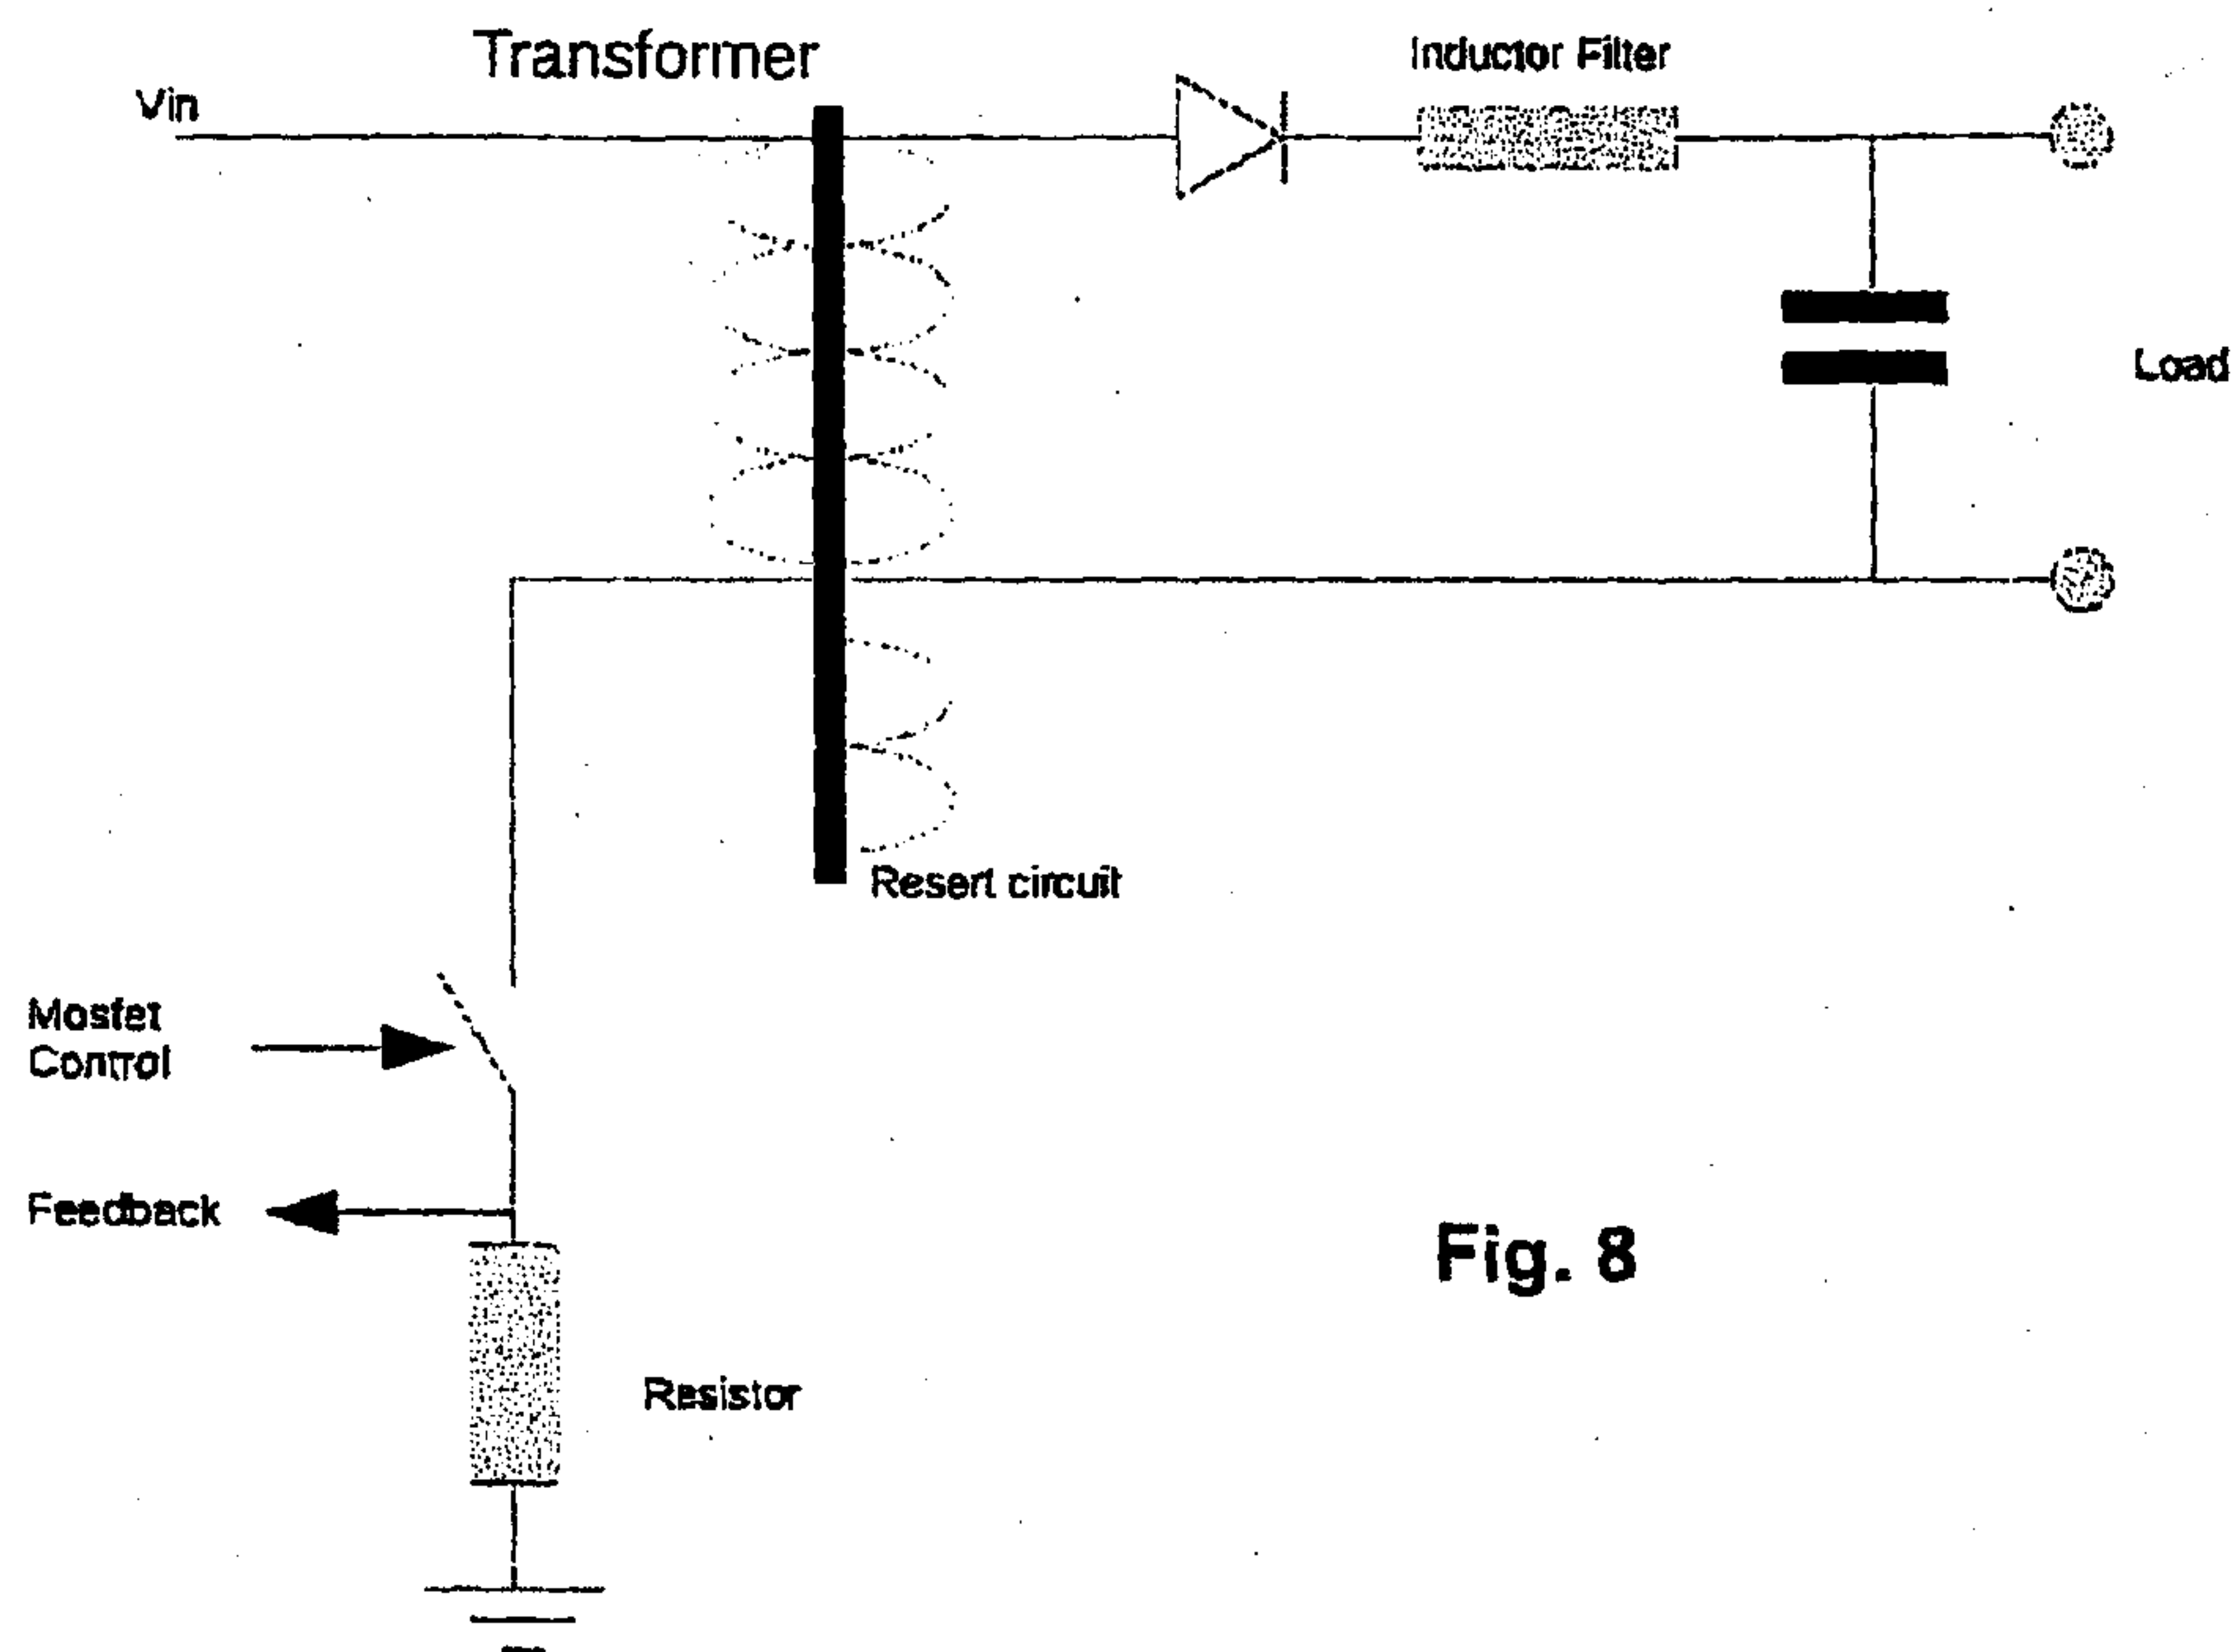 Transformer
Inductor Filter
Vin
Load
Resert circuit
Mosfet
Control
Feedback
Fig. 8
Resistor